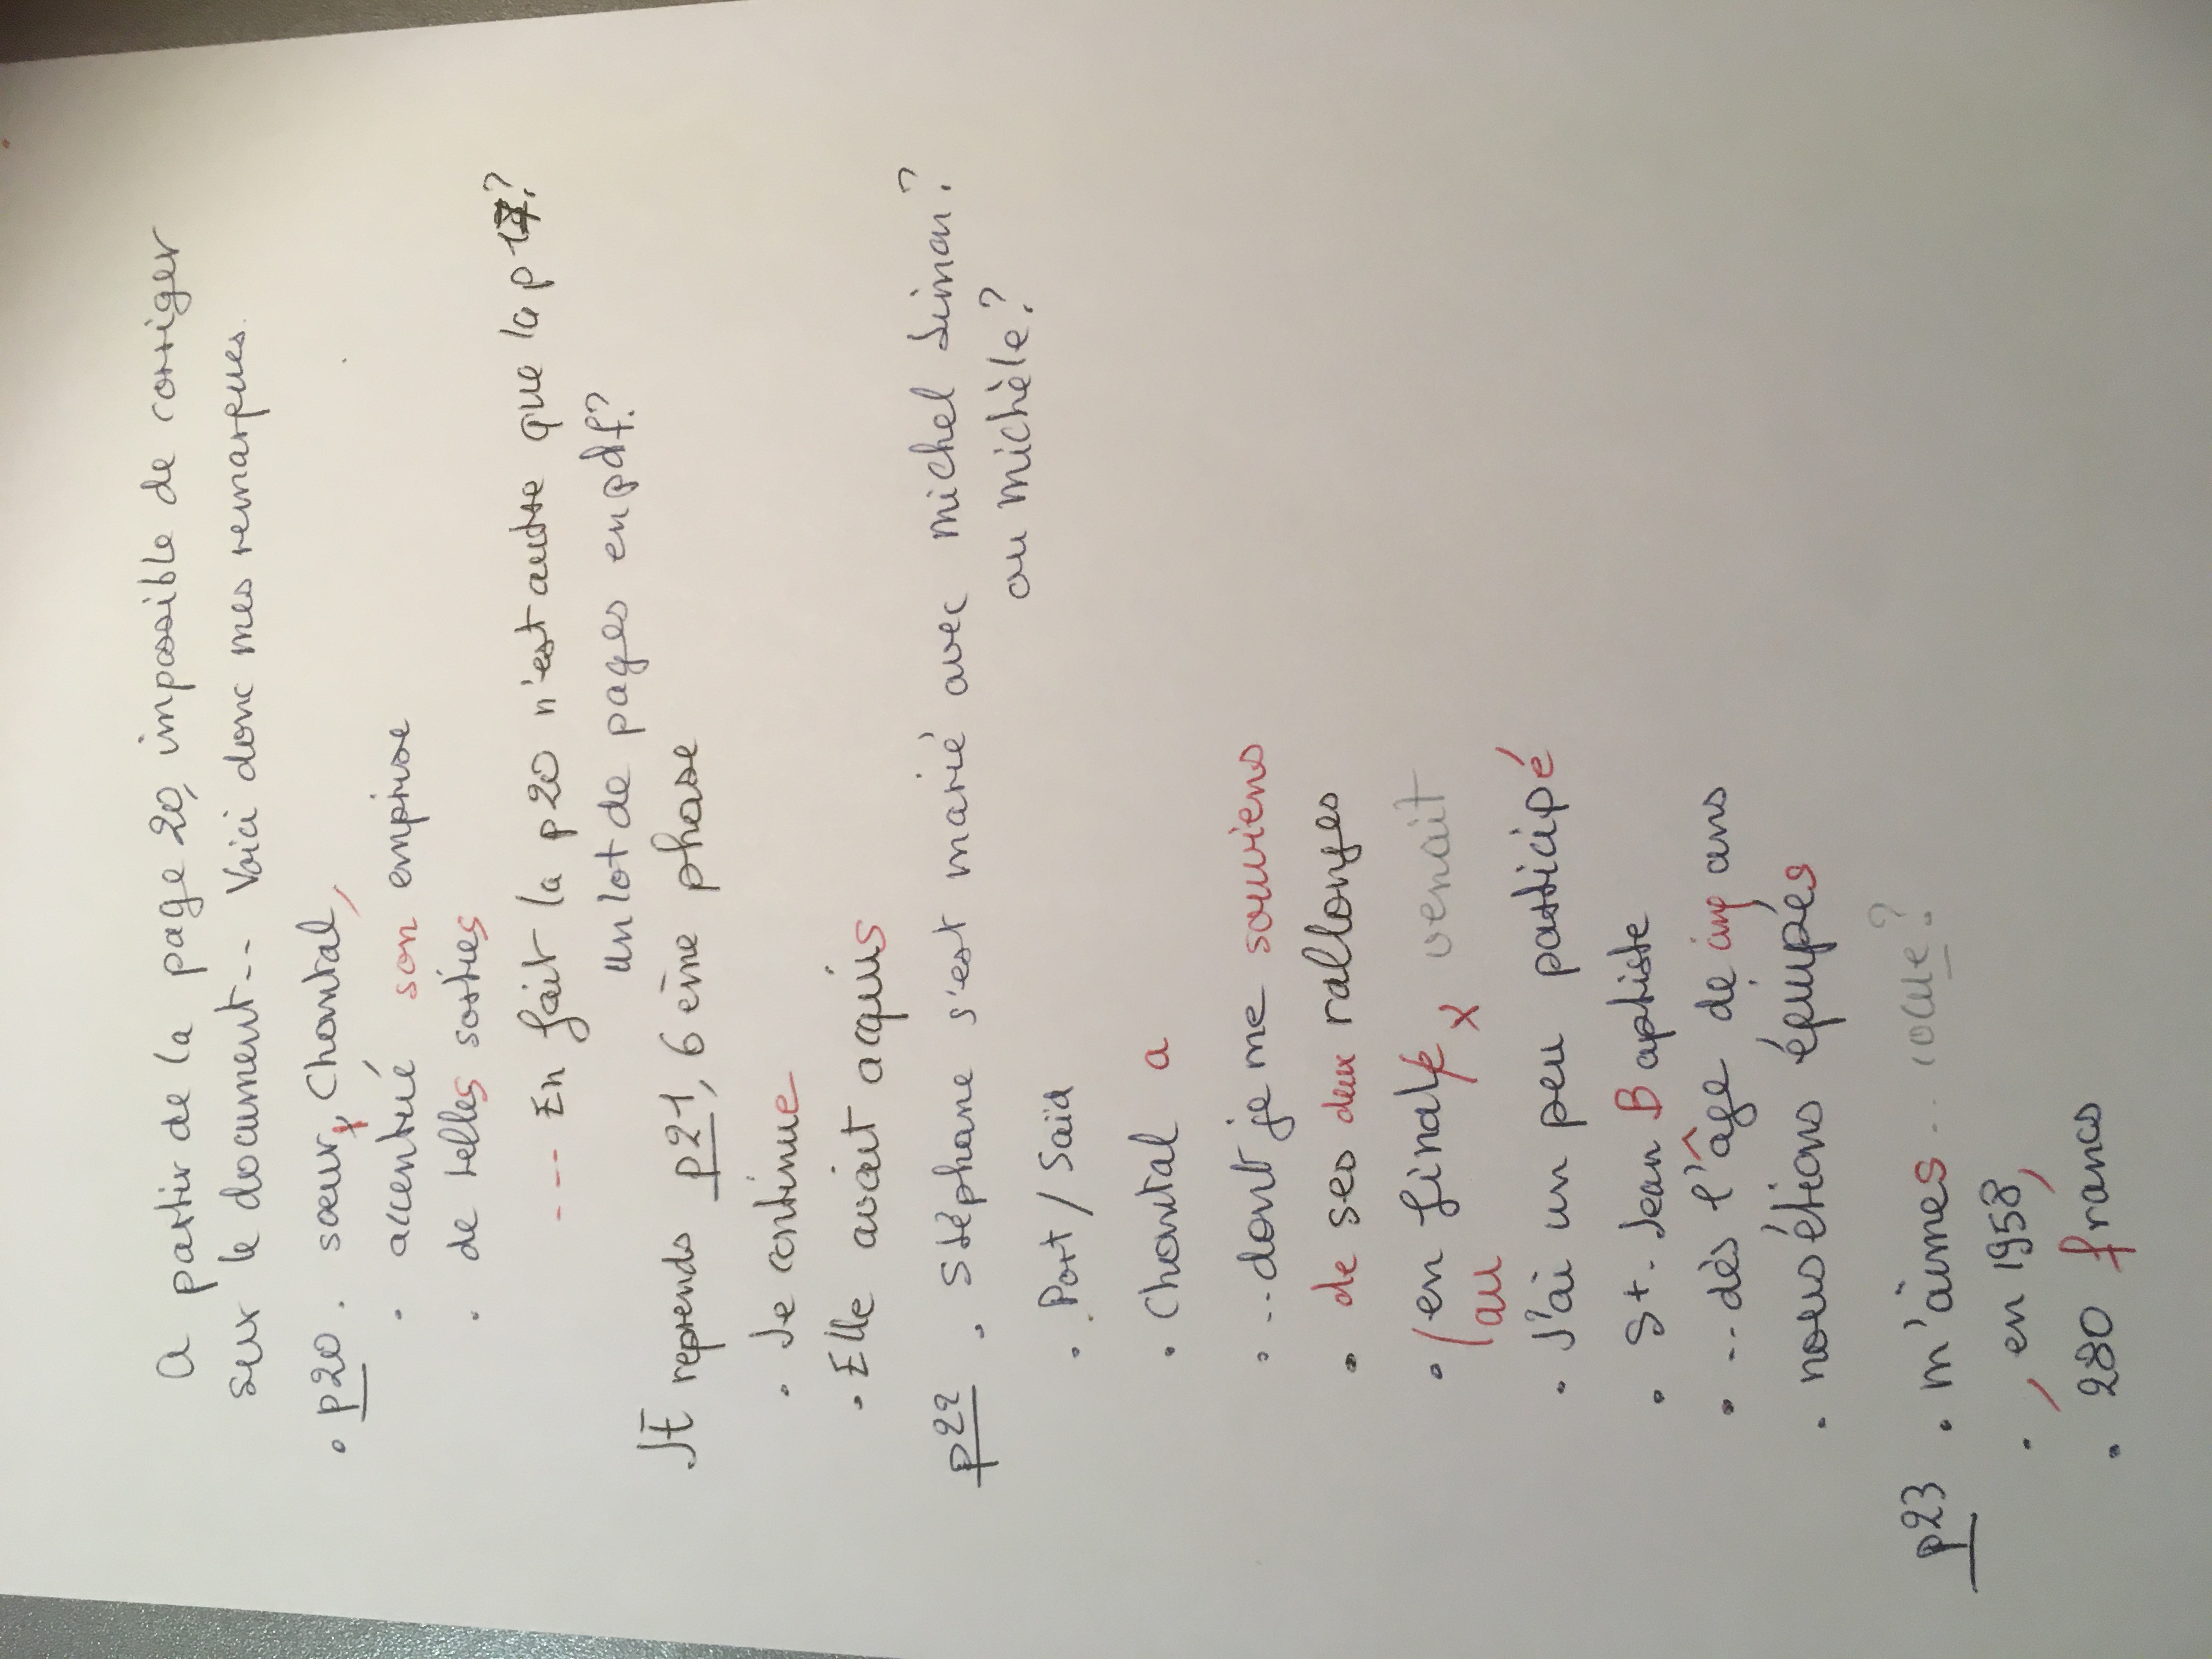 A partir de la page 20, impossible de corriger
sur le document-- Voici donc mes remarques.
• p20 . sœur, Chantal,
. accentué son emprise
. de telles sorties
--- En fait la p20 n'est autre que la p 17?
un lot de pages en pdf?
JE reprends p21, 6ème phase
. Je continue
. Elle avait acquis
p22 . Stéphane s'est marié avec Michel Simon?
ou Michèle?
. Port / Saïd
. Chantal a
. ..dont je me souviens
. de ses deux rallonges
. /en finale x venait
au
. J'ai un peu participé
. St. Jean Baptiste
. ..dès l'âge de cinq ans
. nous étions équipés
p23 . m'aimes ..
. , en 1958,
. 280 francs